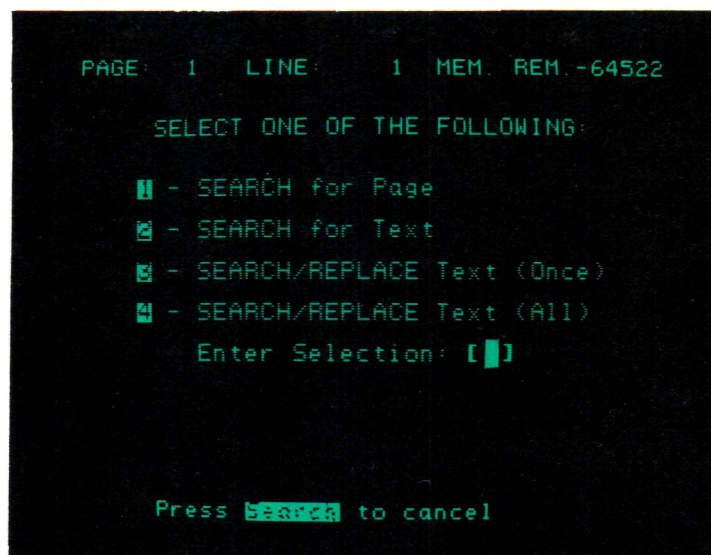 PAGE: 1 LINE: 1 MEM. REM.-64522
SELECT ONE OF THE FOLLOWING:
1 - SEARCH for Page
2 - SEARCH for Text
3 - SEARCH/REPLACE Text (Once)
4 - SEARCH/REPLACE Text (All)
Enter Selection: [ ]
Press Search to cancel